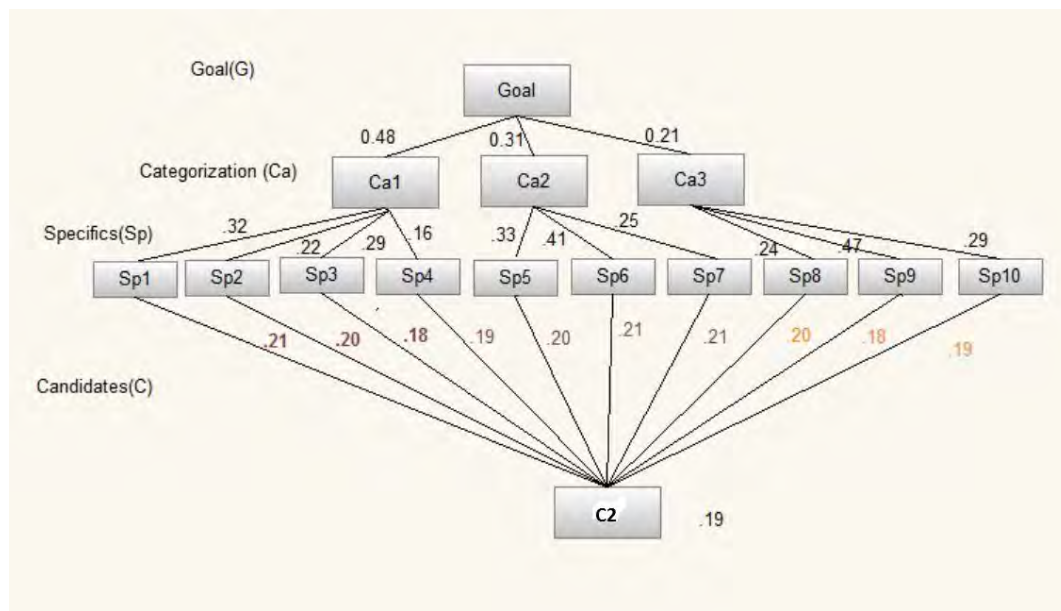 Goal(G)
Goal
0.48 0.31 0.21
Categorization (Ca)
Ca1 Ca2 Ca3
Specifics(Sp)
.32 .22 .29 .16 .33 .41 .25 .24 .47 .29
Sp1 Sp2 Sp3 Sp4 Sp5 Sp6 Sp7 Sp8 Sp9 Sp10
.21 .20 .18 .19 .20 .21 .21 .20 .18 .19
Candidates(C)
C2 .19